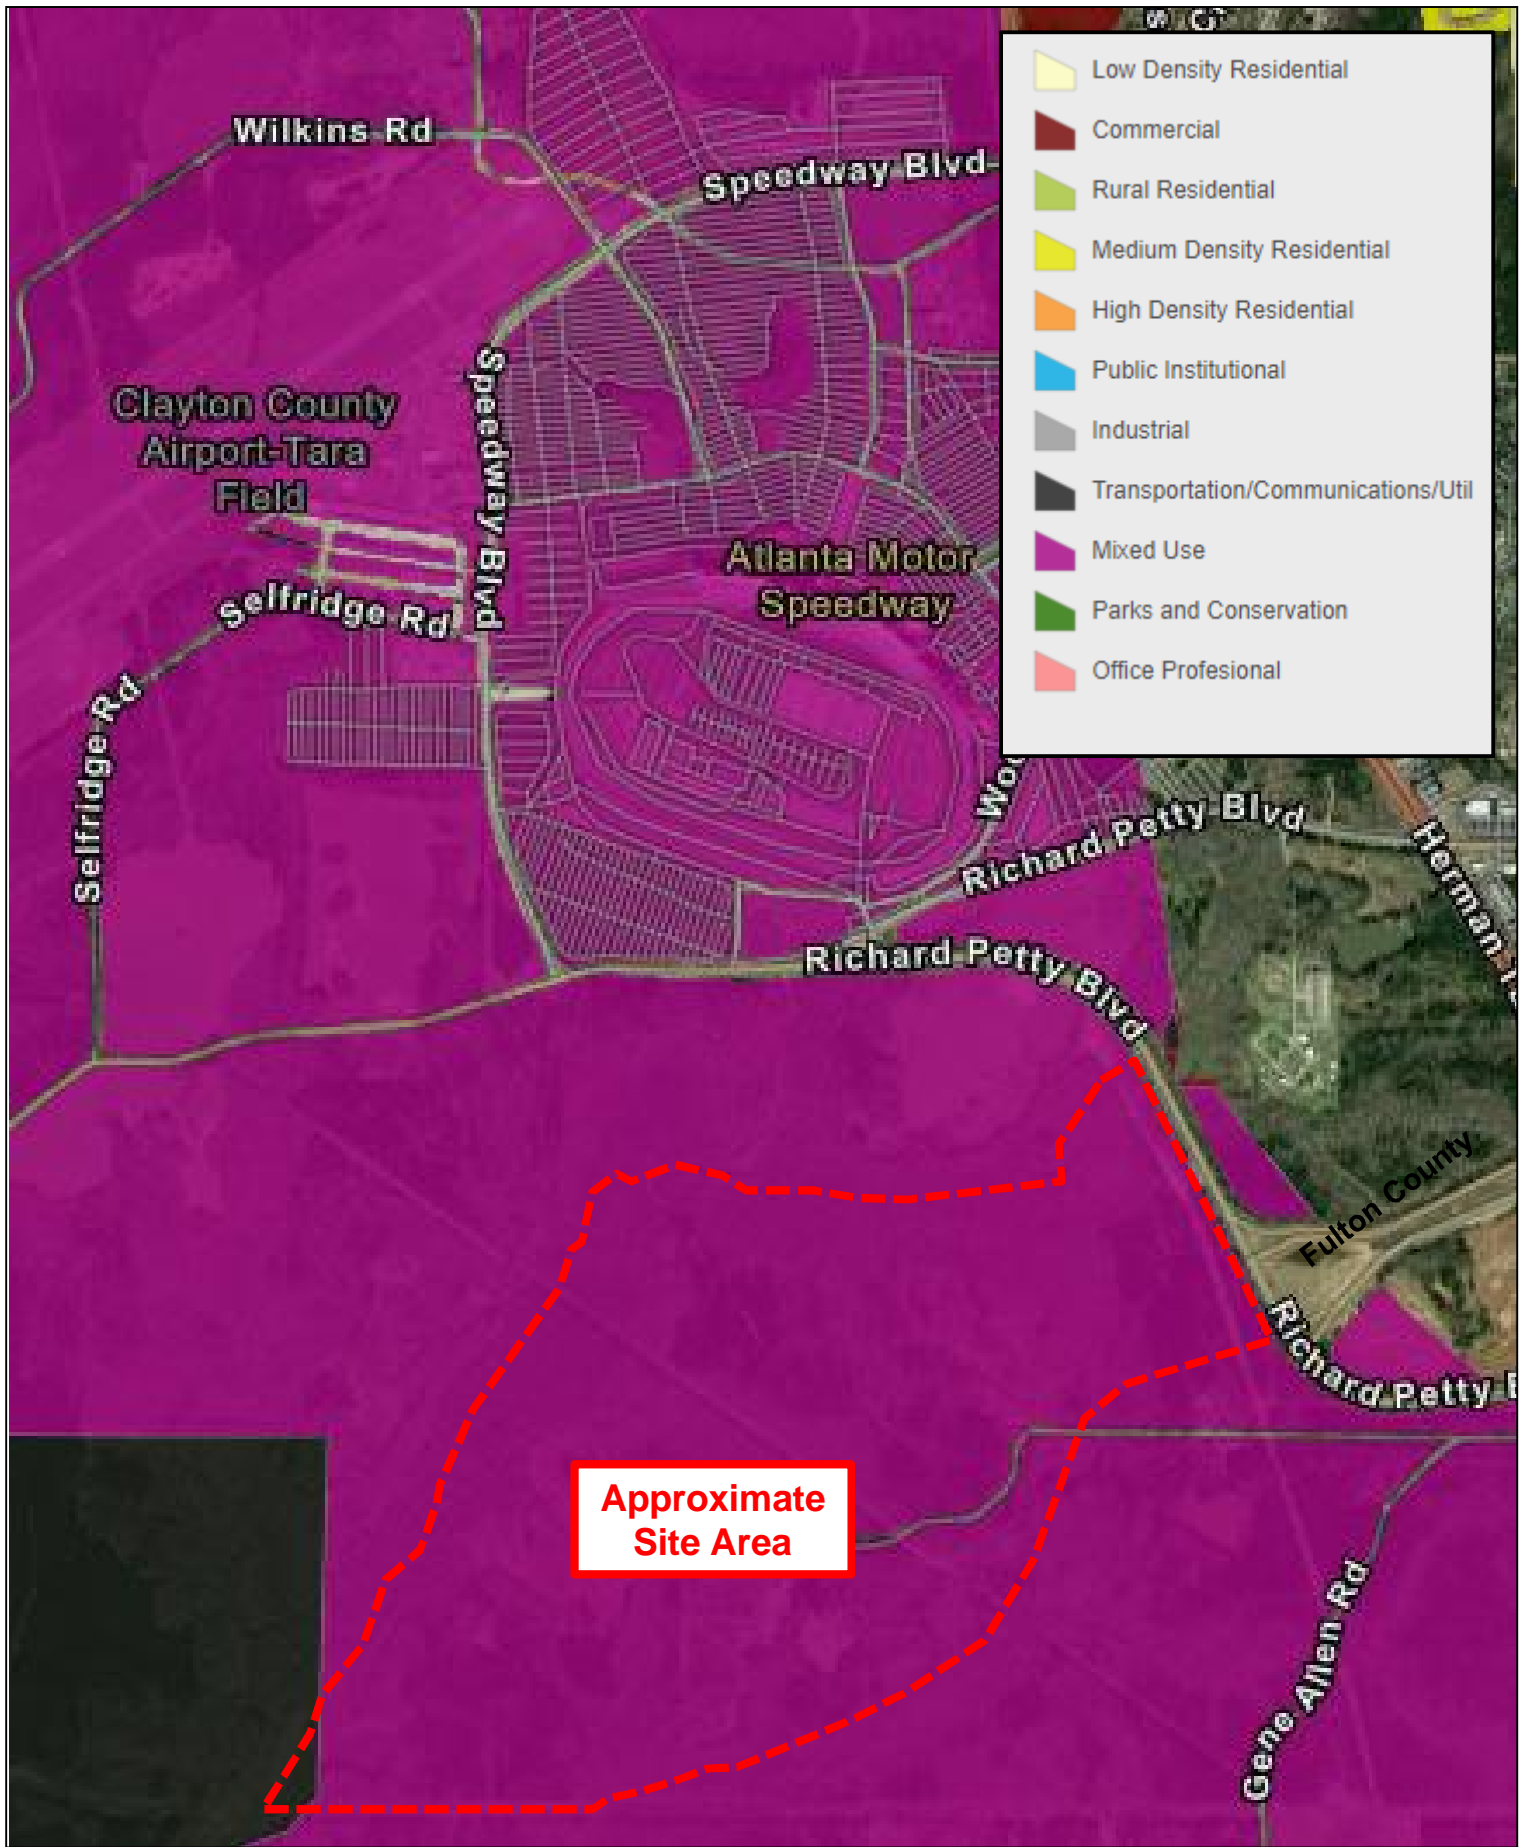 Low Density Residential
Commercial
Rural Residential
Medium Density Residential
High Density Residential
Public Institutional
Industrial
Transportation/Communications/Util
Mixed Use
Parks and Conservation
Office Profesional
Wilkins Rd
Speedway Blvd
Clayton County
Airport-Tara
Field
Speedway Blvd
Selfridge Rd
Atlanta Motor
Speedway
Selfridge Rd
Richard Petty Blvd
Herman
Richard Petty Blvd
Fulton County
Richard Petty
Approximate
Site Area
Gene Allen Rd